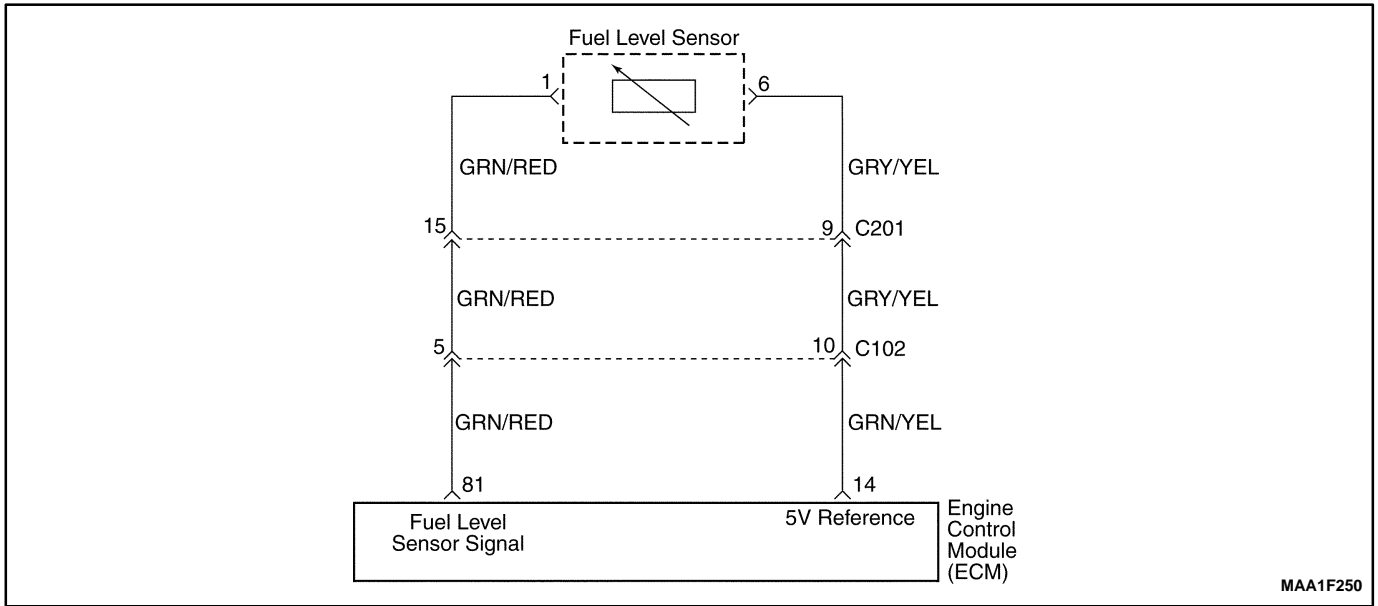 Fuel Level Sensor
1
6
GRN/RED
GRY/YEL
15
9
C201
GRN/RED
GRY/YEL
5
10
C102
GRN/RED
GRN/YEL
81
14
Fuel Level
Sensor Signal
5V Reference
Engine
Control
Module
(ECM)
MAA1F250